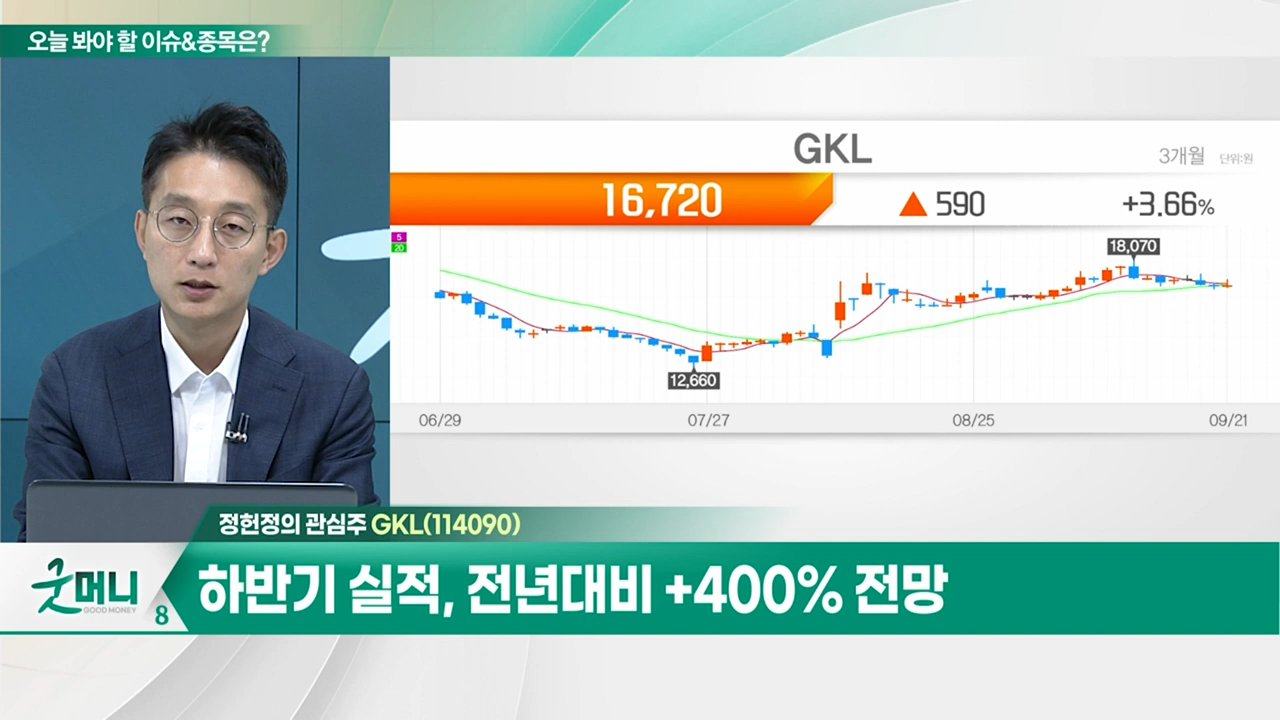 오늘 봐야 할 이슈&종목은?
GKL
3개월 단위:원
16,720 ▲ 590 +3.66%
5
20
18,070
12,660
06/29 07/27 08/25 09/21
정헌정의 관심주 GKL(114090)
굿머니
GOOD MONEY
8
하반기 실적, 전년대비 +400% 전망